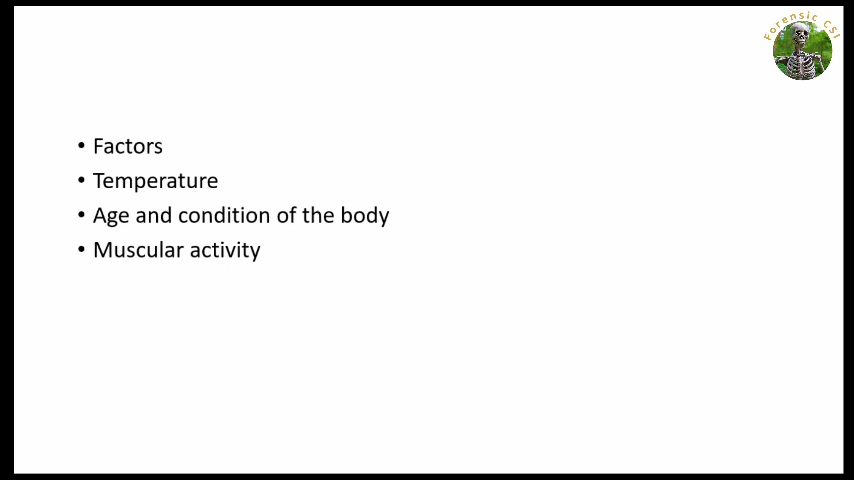 Forensic CSI
• Factors
• Temperature
• Age and condition of the body
• Muscular activity